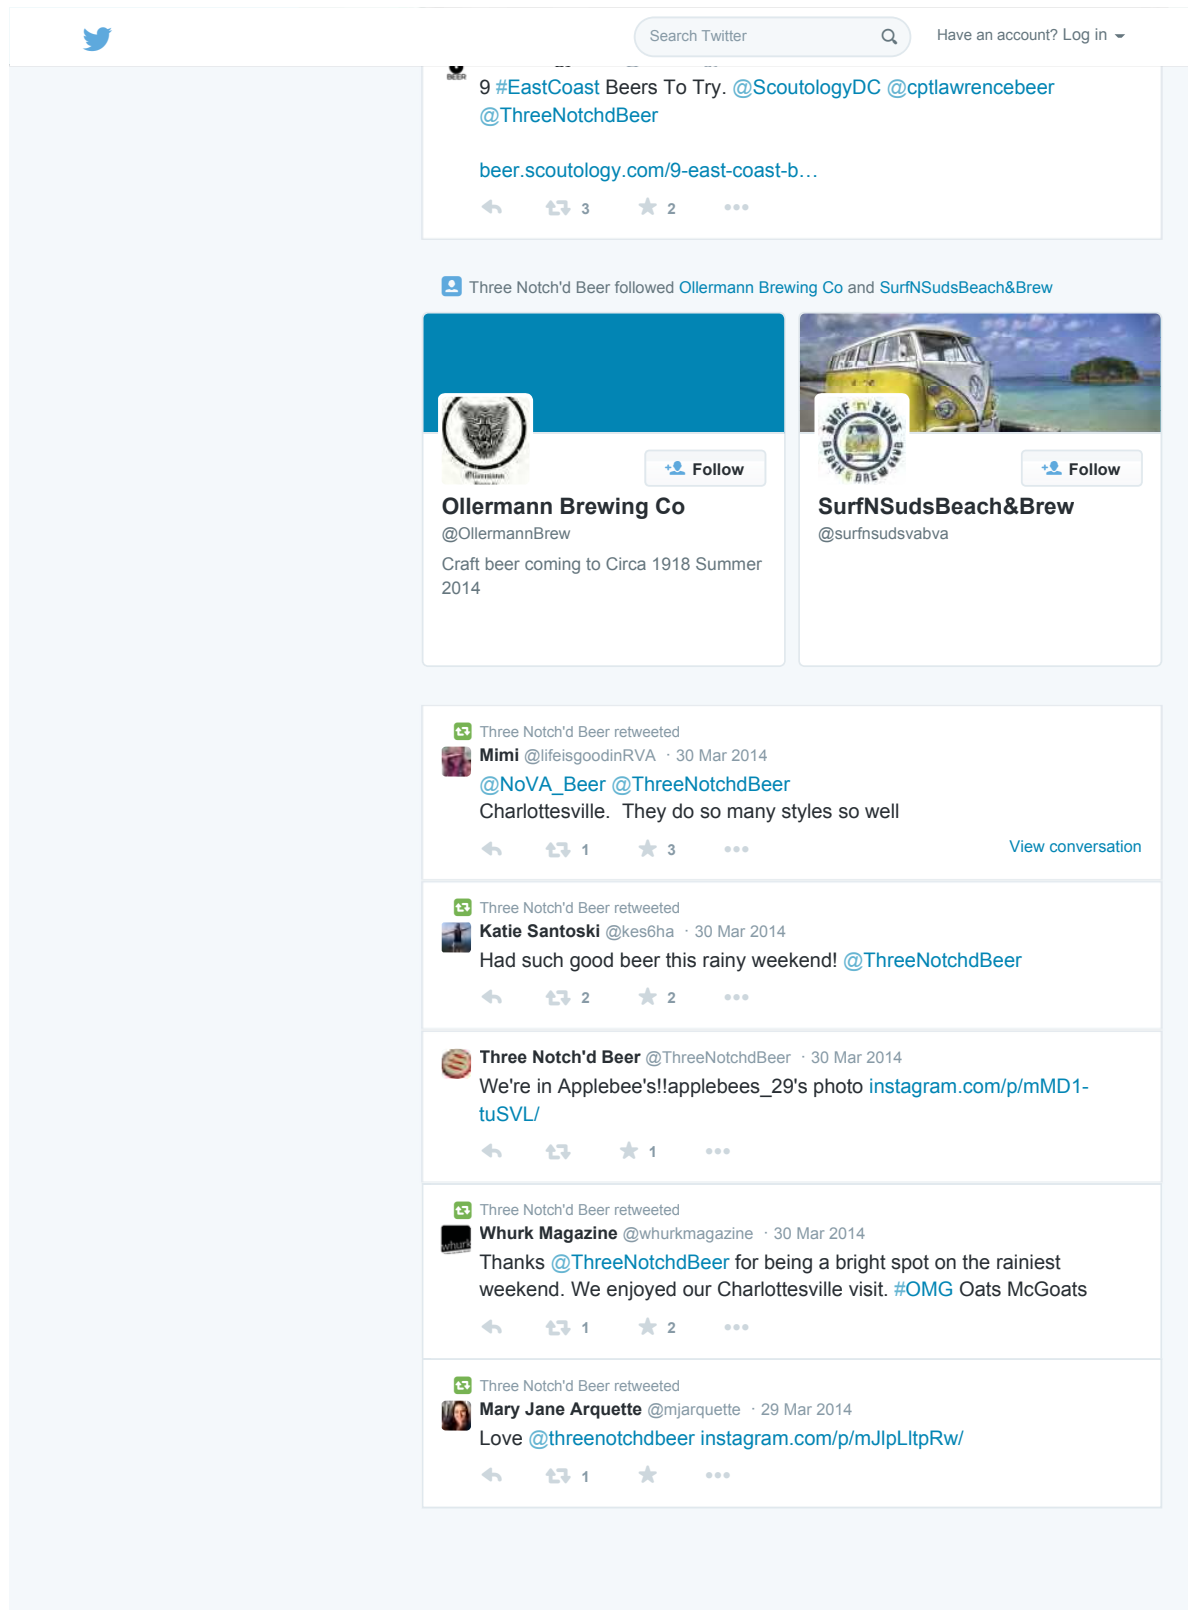 Search Twitter
Have an account? Log in
BEER
9 #EastCoast Beers To Try. @ScoutologyDC @cptlawrencebeer
@ThreeNotchdBeer
beer.scoutology.com/9-east-coast-b…
3 2
Three Notch'd Beer followed Ollermann Brewing Co and SurfNSudsBeach&Brew
Ollermann
SURF 'n' SUDS
BEACH & BREW
Follow
Follow
Ollermann Brewing Co
@OllermannBrew
Craft beer coming to Circa 1918 Summer
2014
SurfNSudsBeach&Brew
@surfnsudsvabva
Three Notch'd Beer retweeted
Mimi @lifeisgoodinRVA · 30 Mar 2014
@NoVA_Beer @ThreeNotchdBeer
Charlottesville.  They do so many styles so well
1 3
View conversation
Three Notch'd Beer retweeted
Katie Santoski @kes6ha · 30 Mar 2014
Had such good beer this rainy weekend! @ThreeNotchdBeer
2 2
Three Notch'd Beer @ThreeNotchdBeer · 30 Mar 2014
We're in Applebee's!!applebees_29's photo instagram.com/p/mMD1-
tuSVL/
1
Three Notch'd Beer retweeted
whurk
Whurk Magazine @whurkmagazine · 30 Mar 2014
Thanks @ThreeNotchdBeer for being a bright spot on the rainiest
weekend. We enjoyed our Charlottesville visit. #OMG Oats McGoats
1 2
Three Notch'd Beer retweeted
Mary Jane Arquette @mjarquette · 29 Mar 2014
Love @threenotchdbeer instagram.com/p/mJlpLltpRw/
1